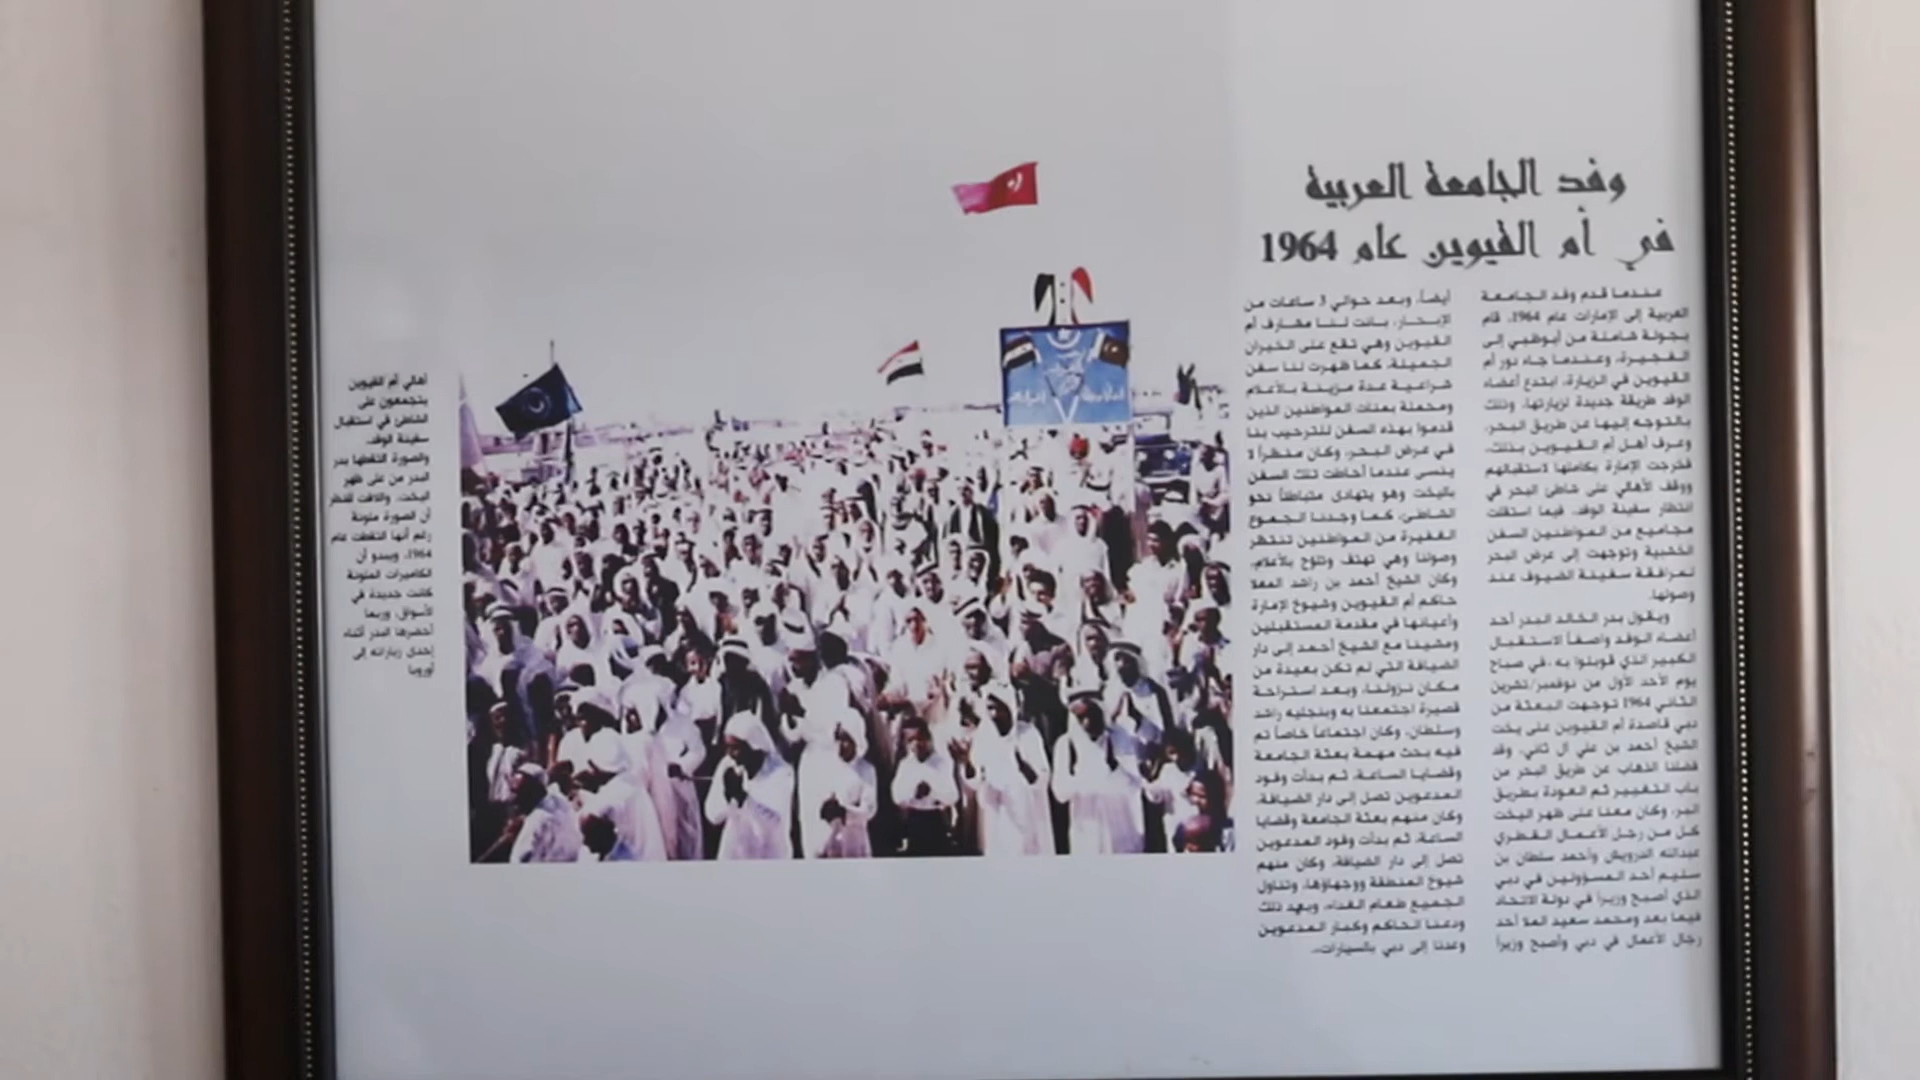 وفد الجامعة العربية
في أم القيوين عام 1964
عندما قدم وفد الجامعة
العربية إلى الإمارات عام 1964، قام
بجولة شاملة من أبوظبي إلى
الفجيرة، وعندما جاء دور أم
القيوين في الزيارة، ابتدع أعضاء
الوفد طريقة جديدة لزيارتها، وذلك
بالتوجه إليها عن طريق البحر،
وعرف أهل أم القيوين بذلك،
فخرجت الإمارة بكاملها لاستقبالهم
ووقف الأهالي على شاطئ البحر في
انتظار سفينة الوفد، فيما استقلت
مجاميع من المواطنين السفن
الخشبية وتوجهت إلى عرض البحر
لمرافقة سفينة الضيوف عند
وصولها.
ويقول بدر الخالد البدر أحد
أعضاء الوفد واصفاً الاستقبال
الكبير الذي قوبلوا به «في صباح
يوم الأحد الأول من نوفمبر/تشرين
الثاني 1964 توجهت البعثة من
دبي قاصدة أم القيوين على يخت
الشيخ أحمد بن علي آل ثاني، وقد
فضلنا الذهاب عن طريق البحر من
باب التغيير ثم العودة بطريق
البر، وكان معنا على ظهر اليخت
كل من رجل الأعمال القطري
عبدالله الدرويش وأحمد سلطان بن
سليم أحد المسؤولين في دبي
الذي أصبح وزيراً في دولة الاتحاد
فيما بعد ومحمد سعيد الملا أحد
رجال الأعمال في دبي وأصبح وزيراً
أيضاً، وبعد حوالي 3 ساعات من
الإبحار، بانت لنا مشارف أم
القيوين وهي تقع على الخيران
الجميلة، كما ظهرت لنا سفن
شراعية عدة مزينة بالأعلام
ومحملة بمئات المواطنين الذين
قدموا بهذه السفن للترحيب بنا
في عرض البحر، وكان منظراً لا
ينسى عندما أحاطت تلك السفن
باليخت وهو يتهادى متباطئاً نحو
الشاطئ، كما وجدنا الجموع
الغفيرة من المواطنين تنتظر
وصولنا وهي تهتف وتلوح بالأعلام،
وكان الشيخ أحمد بن راشد المعلا
حاكم أم القيوين وشيوخ الإمارة
وأعيانها في مقدمة المستقبلين
ومشينا مع الشيخ أحمد إلى دار
الضيافة التي لم تكن بعيدة من
مكان نزولنا، وبعد استراحة
قصيرة اجتمعنا به وبنجليه راشد
وسلطان، وكان اجتماعاً خاصاً تم
فيه بحث مهمة بعثة الجامعة
وقضايا الساعة، ثم بدأت وفود
المدعوين تصل إلى دار الضيافة،
وكان منهم بعثة الجامعة وقضايا
الساعة، ثم بدأت وفود المدعوين
تصل إلى دار الضيافة، وكان منهم
شيوخ المنطقة ووجهاؤها، وتناول
الجميع طعام الغداء، وبعد ذلك
ودعنا الحاكم وكبار المدعوين
وعدنا إلى دبي بالسيارات».
أهالي أم القيوين
يتجمعون على
الشاطئ في استقبال
سفينة الوفد،
والصورة التقطها بدر
البدر من على ظهر
اليخت، واللافت للنظر
أن الصورة ملونة
رغم أنها التقطت عام
1964، ويبدو أن
الكاميرات الملونة
كانت جديدة في
الأسواق، وربما
أحضرها البدر أثناء
إحدى زياراته إلى
أوروبا